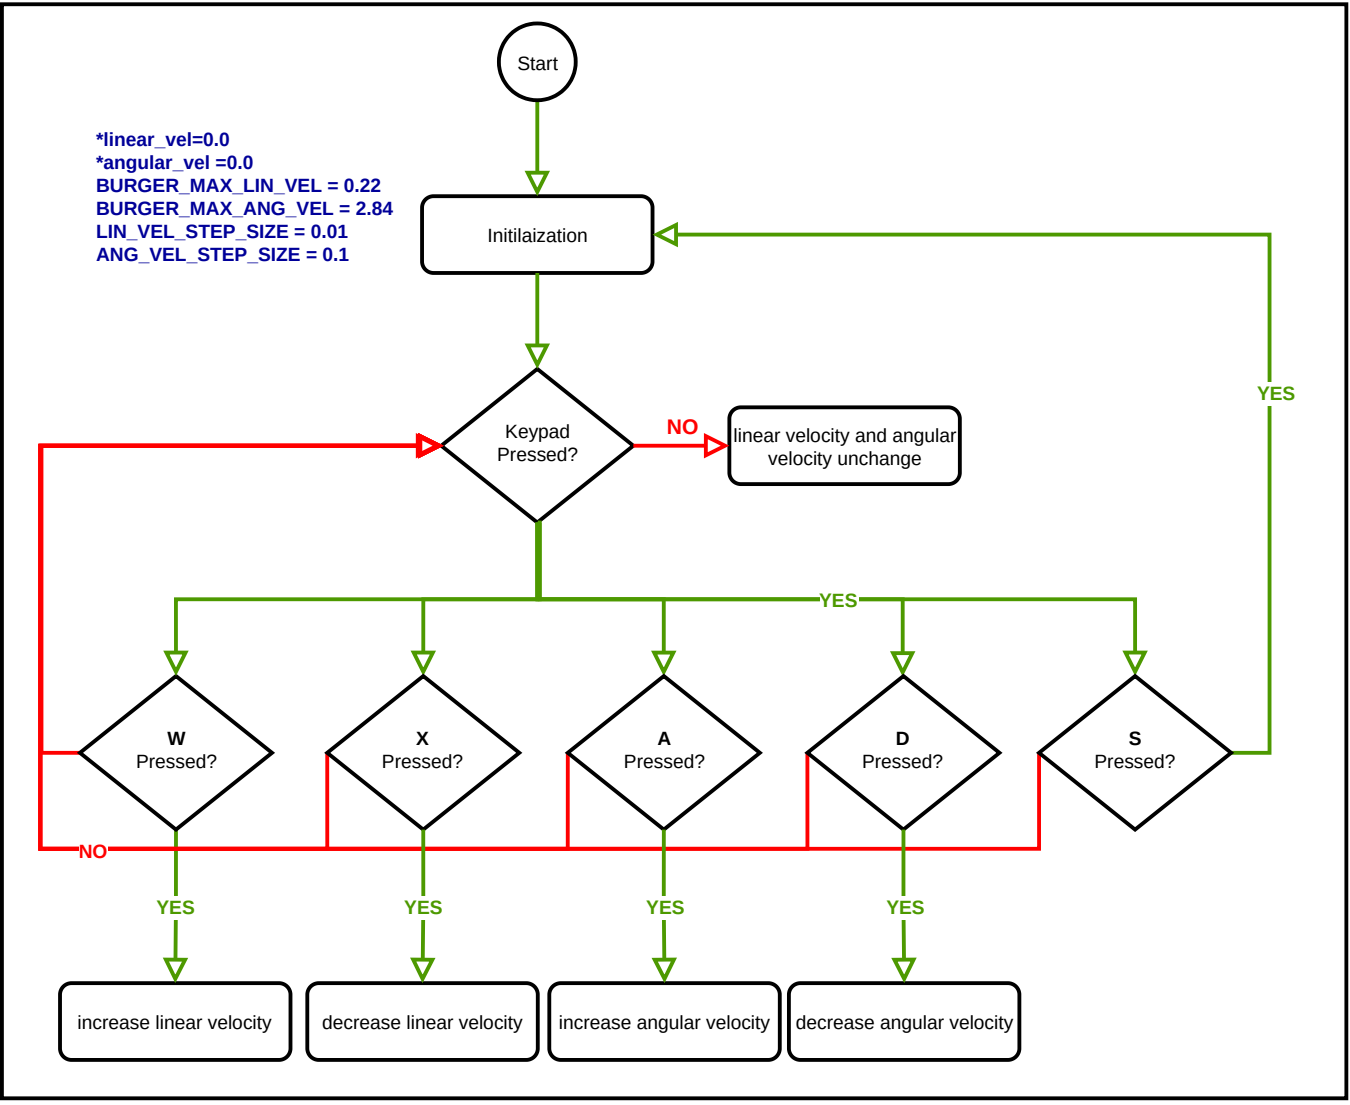 Start
*linear_vel=0.0
*angular_vel =0.0
BURGER_MAX_LIN_VEL = 0.22
BURGER_MAX_ANG_VEL = 2.84
LIN_VEL_STEP_SIZE = 0.01
ANG_VEL_STEP_SIZE = 0.1
Initilaization
YES
Keypad
Pressed?
NO
linear velocity and angular
velocity unchange
YES
W
Pressed?
X
Pressed?
A
Pressed?
D
Pressed?
S
Pressed?
NO
YES
YES
YES
YES
increase linear velocity
decrease linear velocity
increase angular velocity
decrease angular velocity